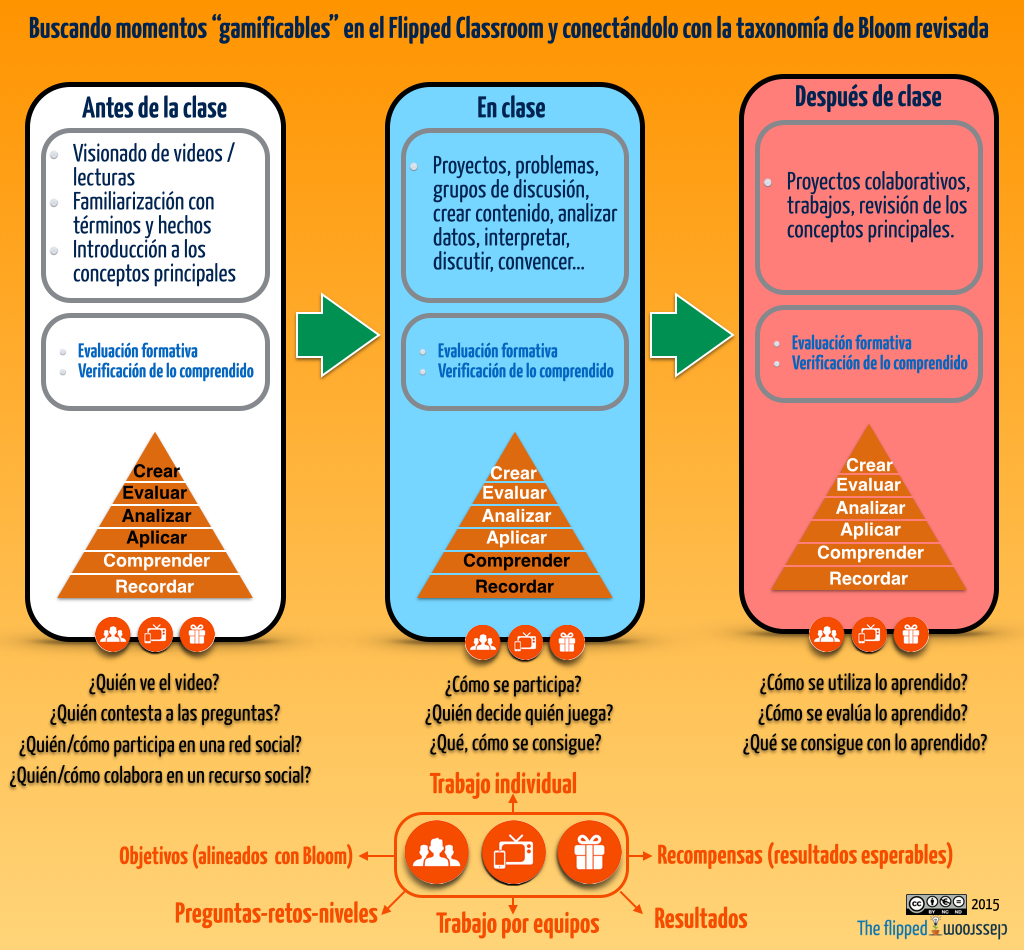 Buscando momentos “gamificables” en el Flipped Classroom y conectándolo con la taxonomía de Bloom revisada
Antes de la clase
Visionado de videos /
lecturas
Familiarización con
términos y hechos
Introducción a los
conceptos principales
Evaluación formativa
Verificación de lo comprendido
Crear
Evaluar
Analizar
Aplicar
Comprender
Recordar
¿Quién ve el video?
¿Quién contesta a las preguntas?
¿Quién/cómo participa en una red social?
¿Quién/cómo colabora en un recurso social?
En clase
Proyectos, problemas,
grupos de discusión,
crear contenido, analizar
datos, interpretar,
discutir, convencer...
Evaluación formativa
Verificación de lo comprendido
Crear
Evaluar
Analizar
Aplicar
Comprender
Recordar
¿Cómo se participa?
¿Quién decide quién juega?
¿Qué, cómo se consigue?
Después de clase
Proyectos colaborativos,
trabajos, revisión de los
conceptos principales.
Evaluación formativa
Verificación de lo comprendido
Crear
Evaluar
Analizar
Aplicar
Comprender
Recordar
¿Cómo se utiliza lo aprendido?
¿Cómo se evalúa lo aprendido?
¿Qué se consigue con lo aprendido?
Trabajo individual
Objetivos (alineados con Bloom)
Recompensas (resultados esperables)
Preguntas-retos-niveles
Trabajo por equipos
Resultados
cc BY NC ND 2015
The flipped classroom